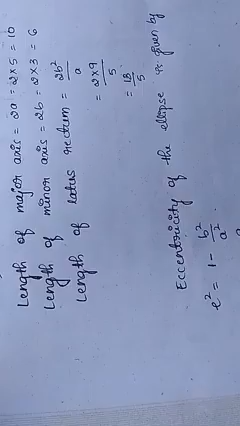 Length of major axis = 2a = 2×5 = 10
Length of minor axis = 2b = 2×3 = 6
Length of latus rectum = 2b²/a
= 2×9/5
= 18/5
Eccentricity of the ellipse is given by
e² = 1 - b²/a²